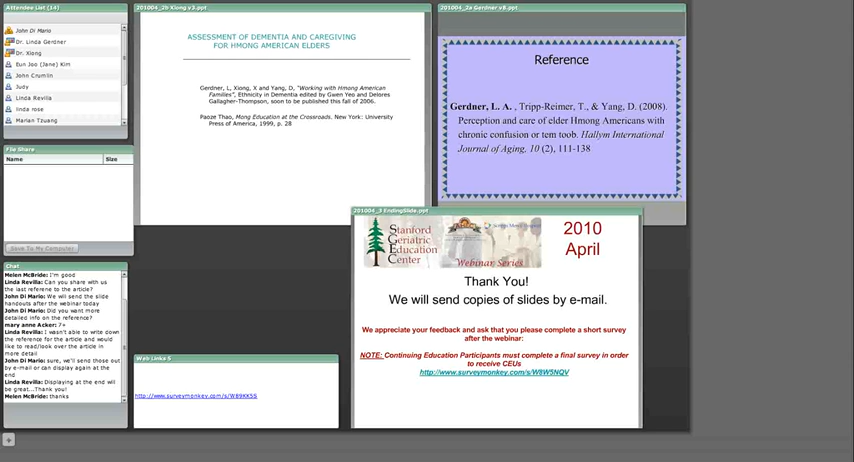 Attendee List (14)
John Di Mario
Dr. Linda Gerdner
Dr. Xiong
Eun Joo (Jane) Kim
John Crumlin
Judy
Linda Revilla
linda rose
Marian Tzuang
File Share
Name Size
Save To My Computer
Chat
Melen McBride: I'm good
Linda Revilla: Can you share with us
the last referene to the article?
John Di Mario: We will send the slide
handouts after the webinar today
John Di Mario: Did you want more
detailed info on the reference?
mary anne Acker: 7+
Linda Revilla: I wasn't able to write down
the reference for the article and would
like to read/look over the article in
more detail
John Di Mario: sure, we'll send those out
by e-mail or can display again at the
end
Linda Revilla: Displaying at the end will
be great...Thank you!
Melen McBride: thanks
201004_2b Xiong v3.ppt
ASSESSMENT OF DEMENTIA AND CAREGIVING
FOR HMONG AMERICAN ELDERS
Gerdner, L, Xiong, X and Yang, D, "Working with Hmong American
Families", Ethnicity in Dementia edited by Gwen Yeo and Delores
Gallagher-Thompson, soon to be published this fall of 2006.
Paoze Thao, Mong Education at the Crossroads, New York: University
Press of America, 1999, p. 28
201004_2a Gerdner v8.ppt
Reference
Gerdner, L. A. , Tripp-Reimer, T., & Yang, D. (2008).
Perception and care of elder Hmong Americans with
chronic confusion or tem toob. Hallym International
Journal of Aging, 10 (2), 111-138
Web Links 5
http://www.surveymonkey.com/s/W89KKSS
201004_3 EndingSlide.ppt
Stanford
Geriatric
Education
Center
Webinar Series
2010
April
Thank You!
We will send copies of slides by e-mail.
We appreciate your feedback and ask that you please complete a short survey
after the webinar:
NOTE: Continuing Education Participants must complete a final survey in order
to receive CEUs
http://www.surveymonkey.com/s/W8W5NQV